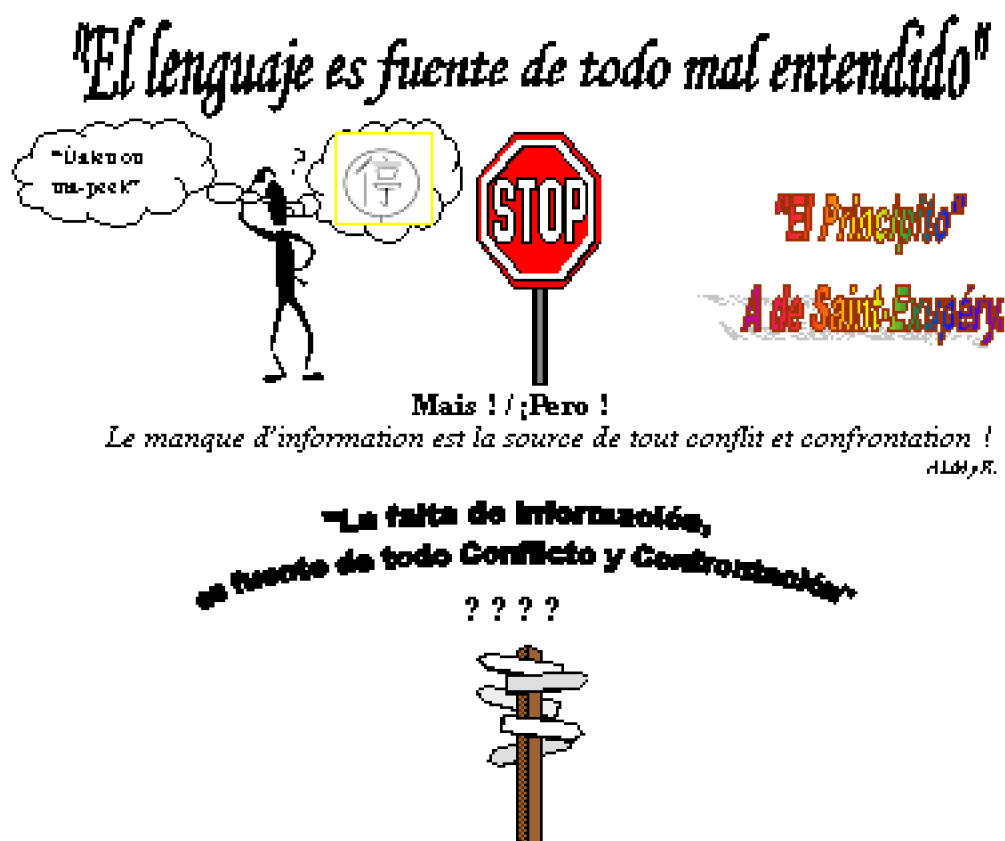 "El lenguaje es fuente de todo mal entendido"
?
停
STOP
"El Principito"
A de Saint-Exupéry.
Mais ! / ¡Pero !
Le manque d'information est la source de tout conflit et confrontation !
"La falta de información,
es fuente de todo Conflicto y Confrontación"
? ? ? ?